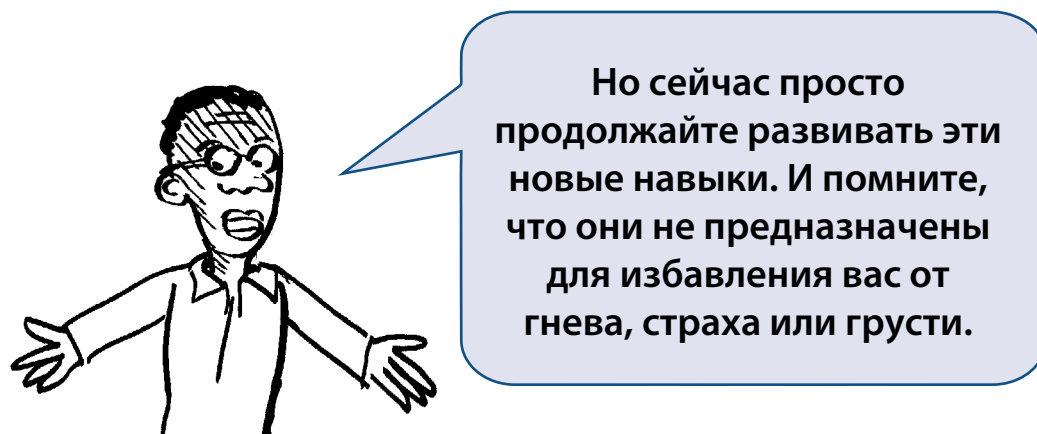 Но сейчас просто
продолжайте развивать эти
новые навыки. И помните,
что они не предназначены
для избавления вас от
гнева, страха или грусти.